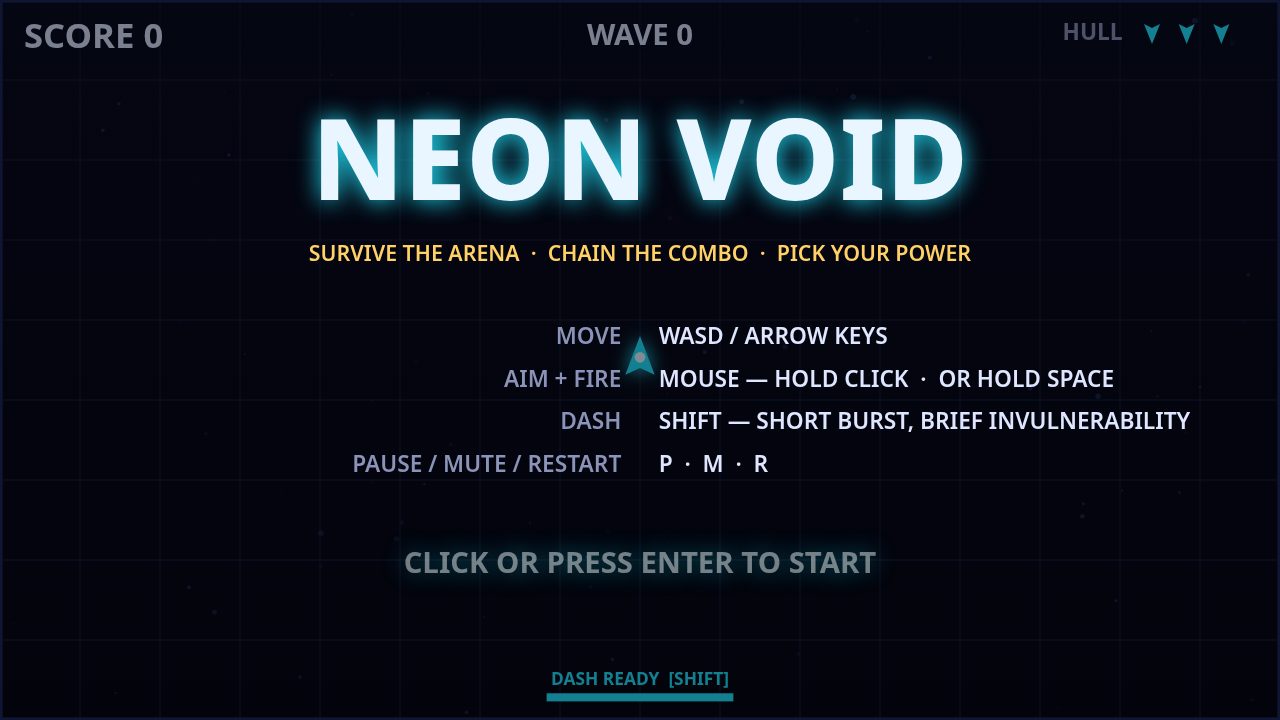 SCORE 0 WAVE 0 HULL
NEON VOID
SURVIVE THE ARENA · CHAIN THE COMBO · PICK YOUR POWER
MOVE WASD / ARROW KEYS
AIM + FIRE MOUSE — HOLD CLICK · OR HOLD SPACE
DASH SHIFT — SHORT BURST, BRIEF INVULNERABILITY
PAUSE / MUTE / RESTART P · M · R
CLICK OR PRESS ENTER TO START
DASH READY [SHIFT]